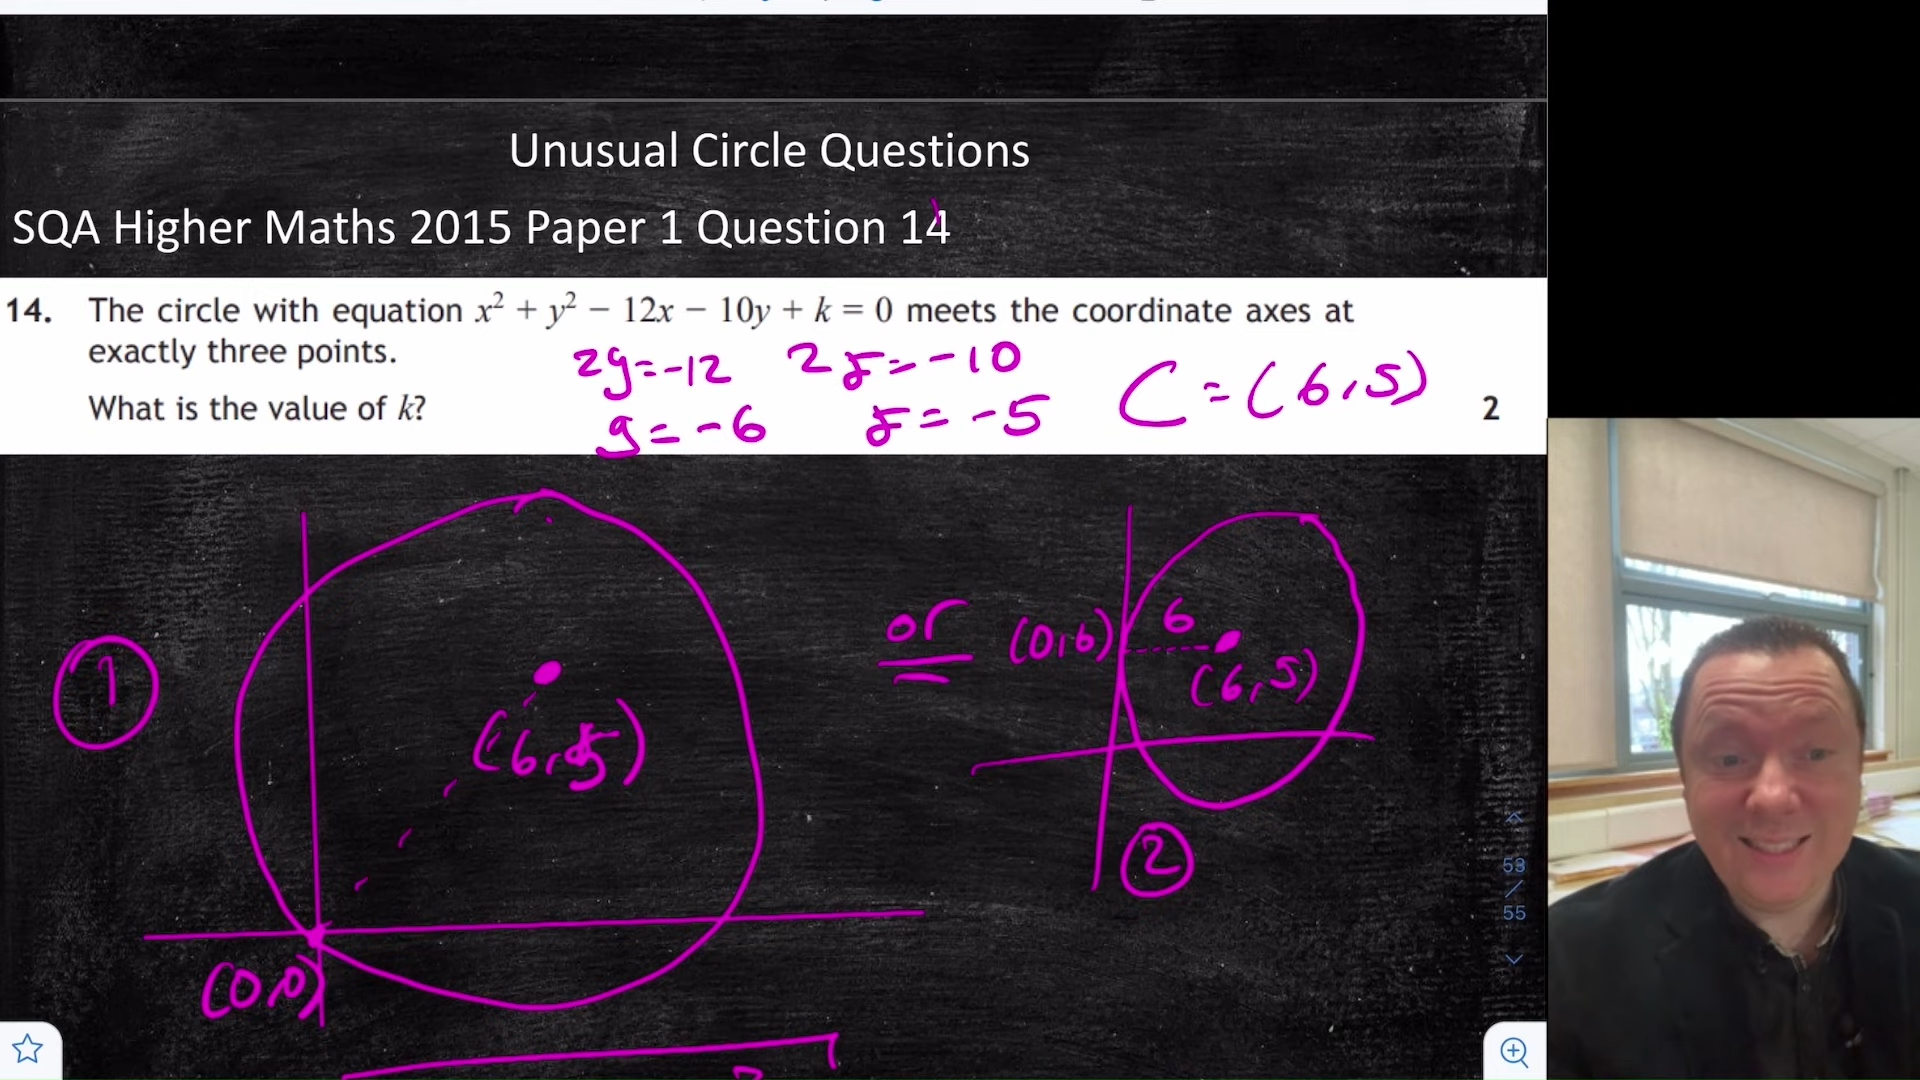 Unusual Circle Questions
SQA Higher Maths 2015 Paper 1 Question 14
14. The circle with equation x² + y² − 12x − 10y + k = 0 meets the coordinate axes at
exactly three points.
What is the value of k?
2
2g=-12 2f=-10 C=(6,5)
g=-6 f=-5
1
(6,5)
(0,0)
or (0,6) 6
(6,5)
2
53
/
55